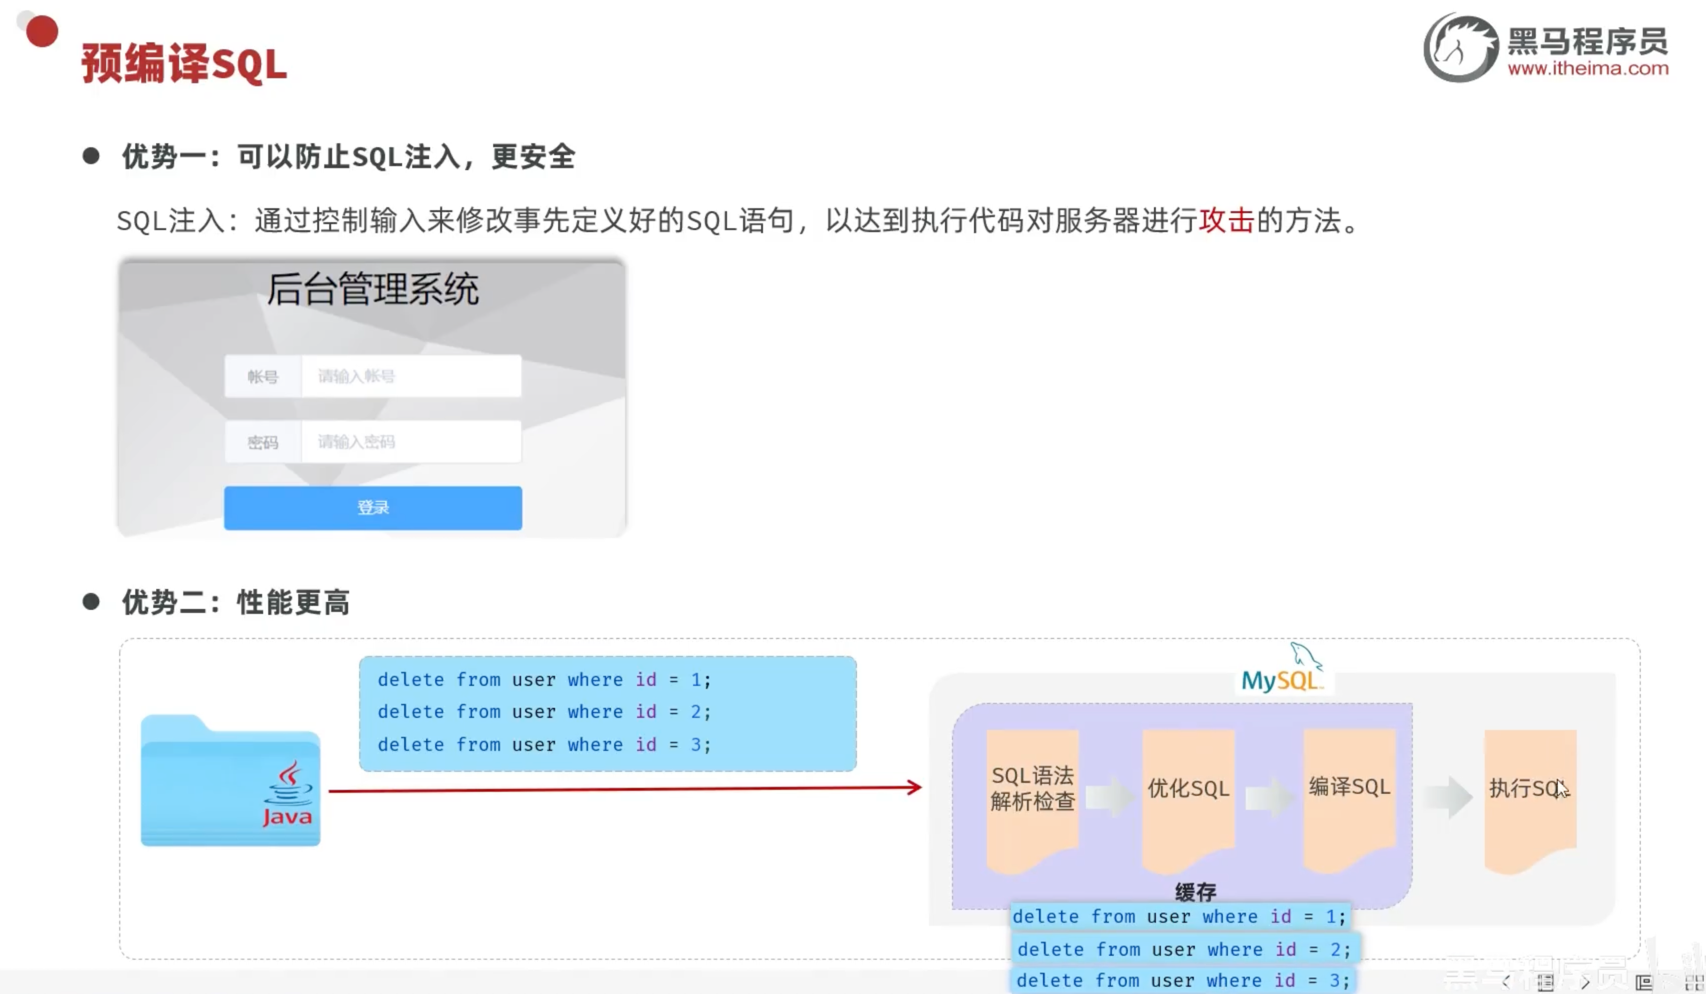 预编译SQL
黑马程序员
www.itheima.com
● 优势一：可以防止SQL注入，更安全
SQL注入：通过控制输入来修改事先定义好的SQL语句，以达到执行代码对服务器进行攻击的方法。
后台管理系统
帐号 请输入帐号
密码 请输入密码
登录
● 优势二：性能更高
delete from user where id = 1;
delete from user where id = 2;
delete from user where id = 3;
Java
MySQL
SQL语法
解析检查
优化SQL
编译SQL
执行SQL
缓存
delete from user where id = 1;
delete from user where id = 2;
delete from user where id = 3;
黑马程序员